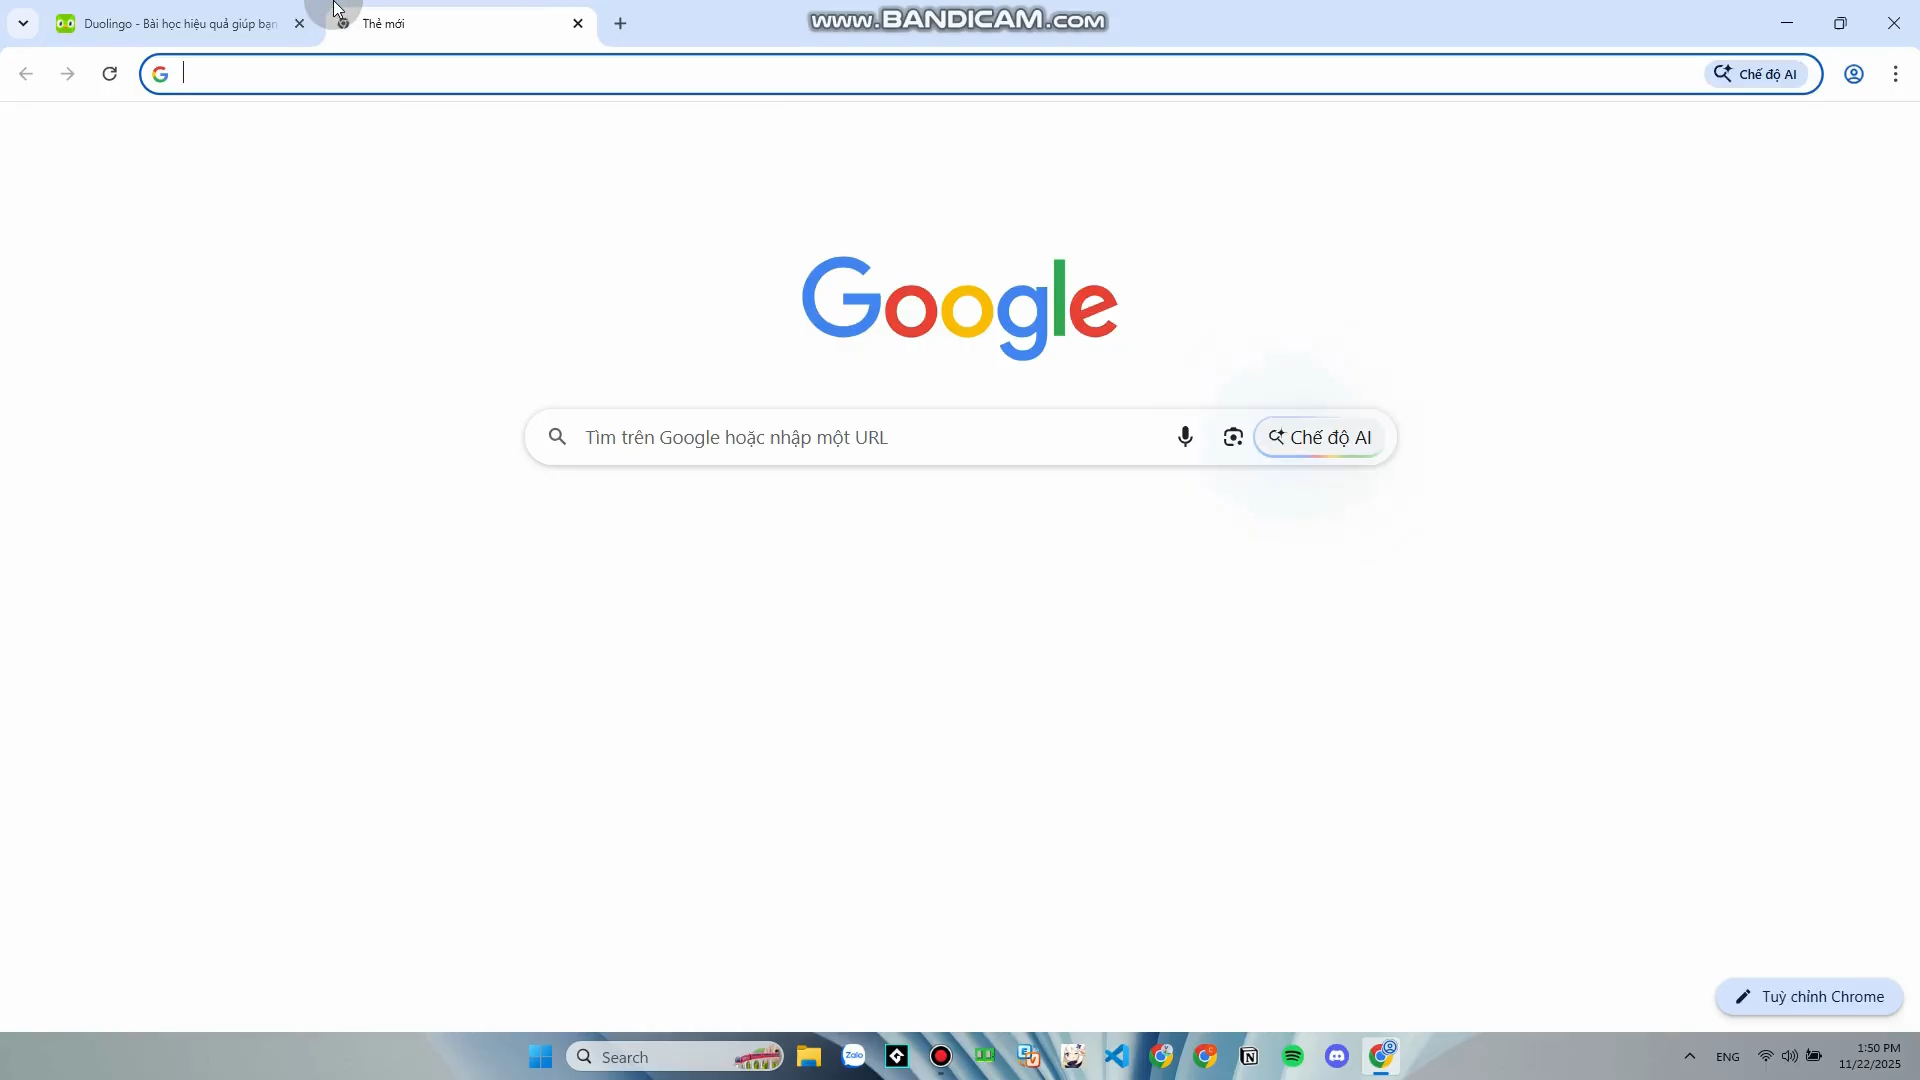 Duolingo - Bài học hiệu quả giúp bạn
Thẻ mới
www.BANDICAM.com
Chế độ AI
Google
Tìm trên Google hoặc nhập một URL
Chế độ AI
Tuỳ chỉnh Chrome
Search
Zalo
ENG
1:50 PM
11/22/2025